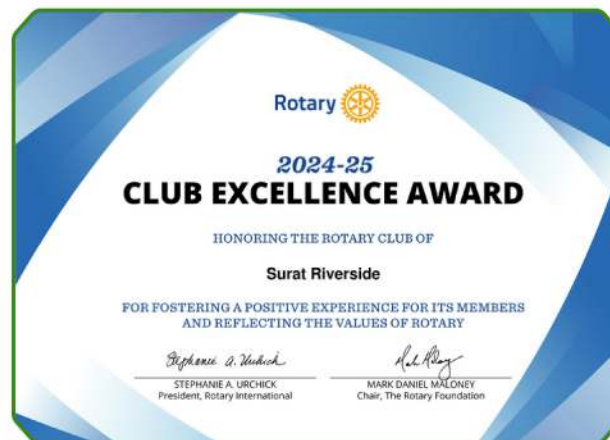 Rotary
2024-25
CLUB EXCELLENCE AWARD
HONORING THE ROTARY CLUB OF
Surat Riverside
FOR FOSTERING A POSITIVE EXPERIENCE FOR ITS MEMBERS
AND REFLECTING THE VALUES OF ROTARY
Stephanie A. Urchick
STEPHANIE A. URCHICK
President, Rotary International
MARK DANIEL MALONEY
Chair, The Rotary Foundation